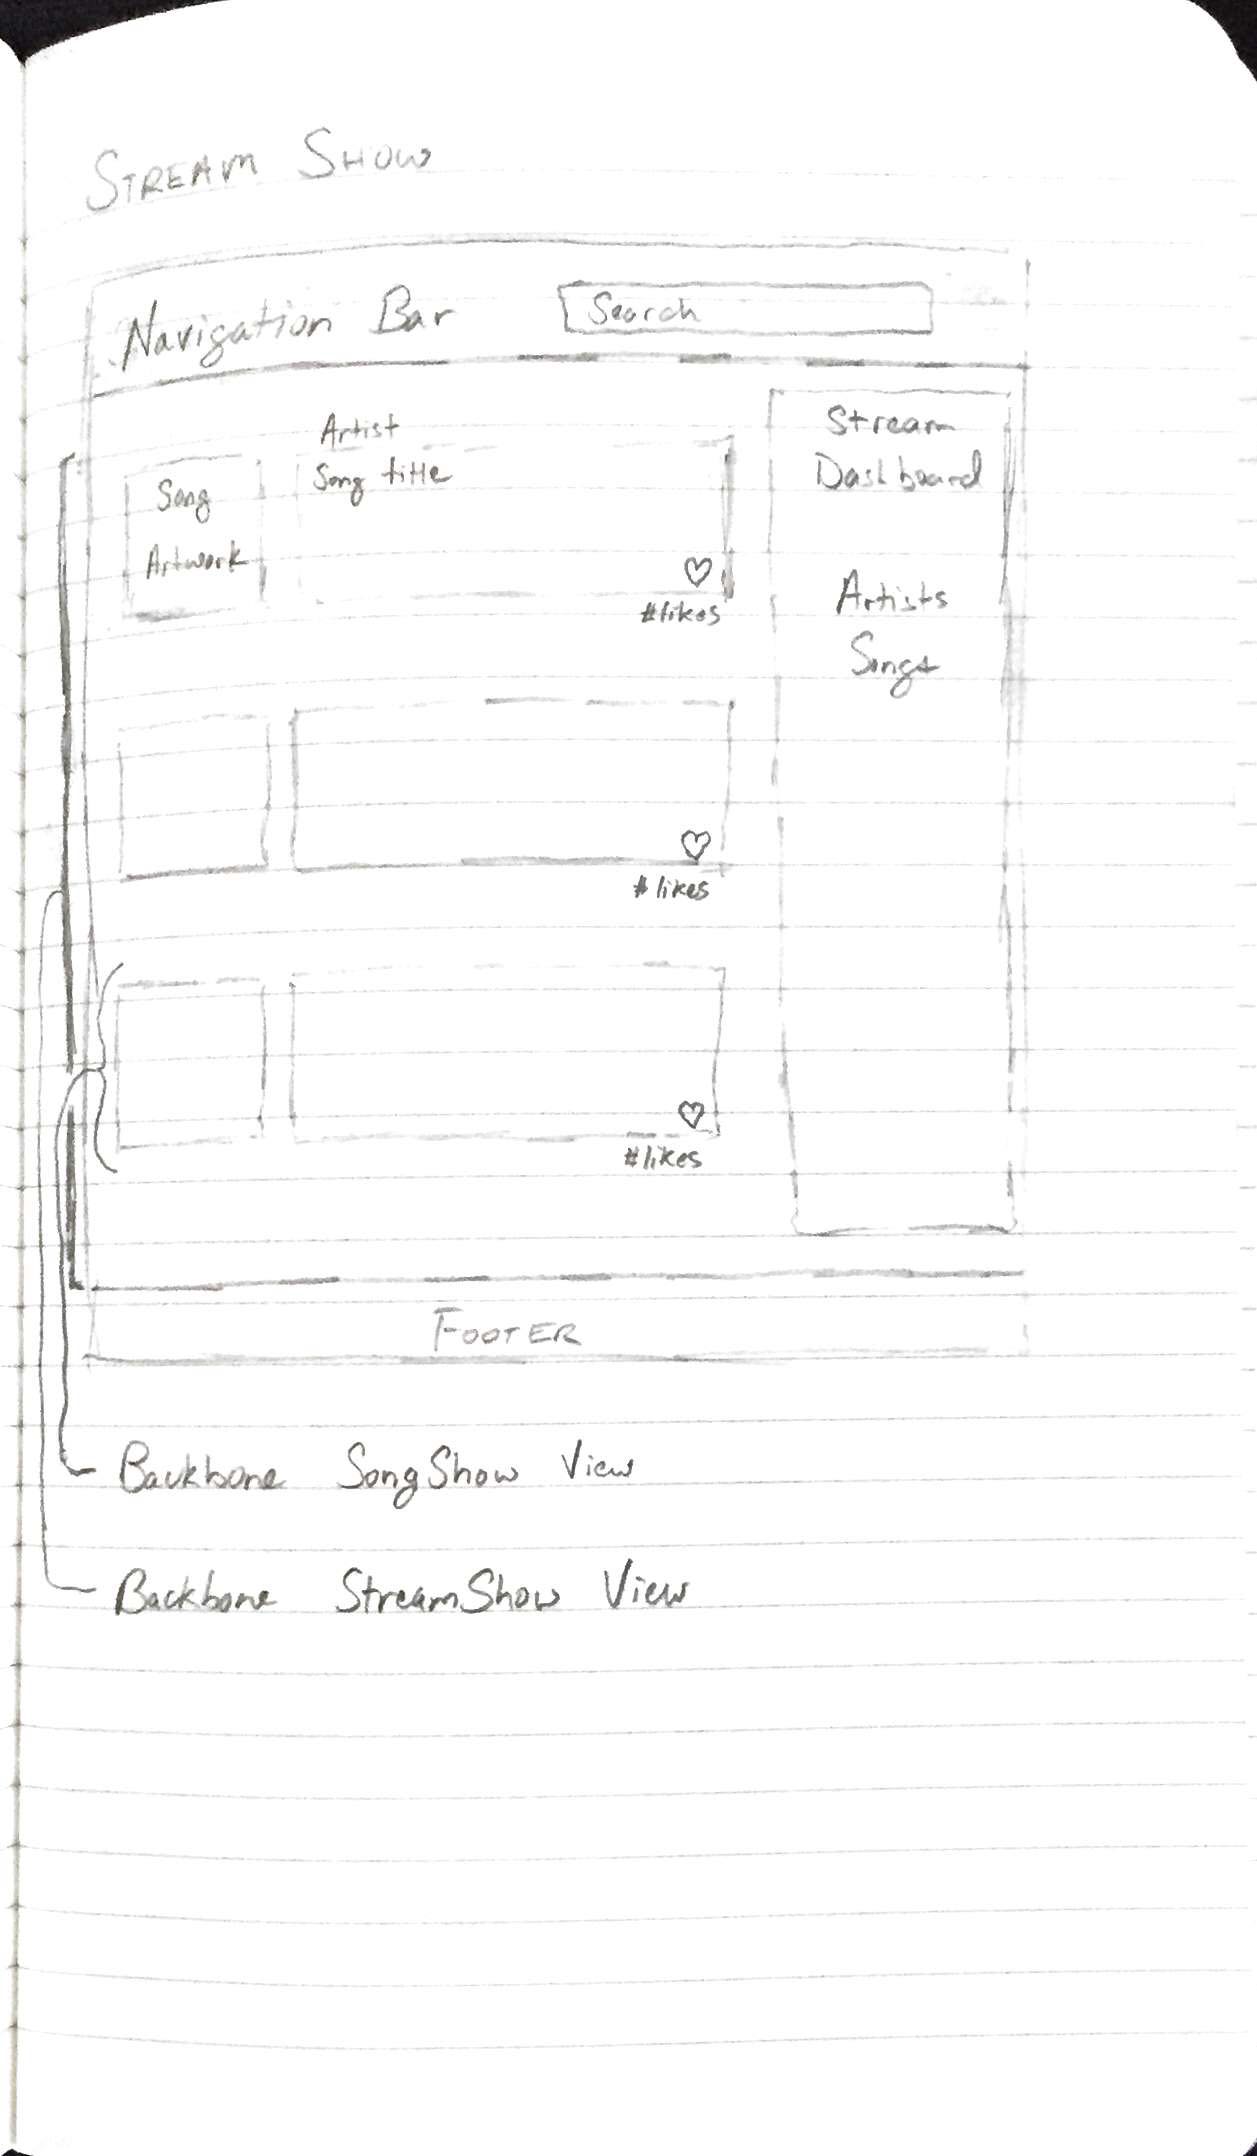 STREAM SHOW
Navigation Bar
Search
Artist
Song title
Song
Artwork
#likes
Stream
Dashboard
Artists
Songs
#likes
#likes
FOOTER
Backbone SongShow View
Backbone StreamShow View